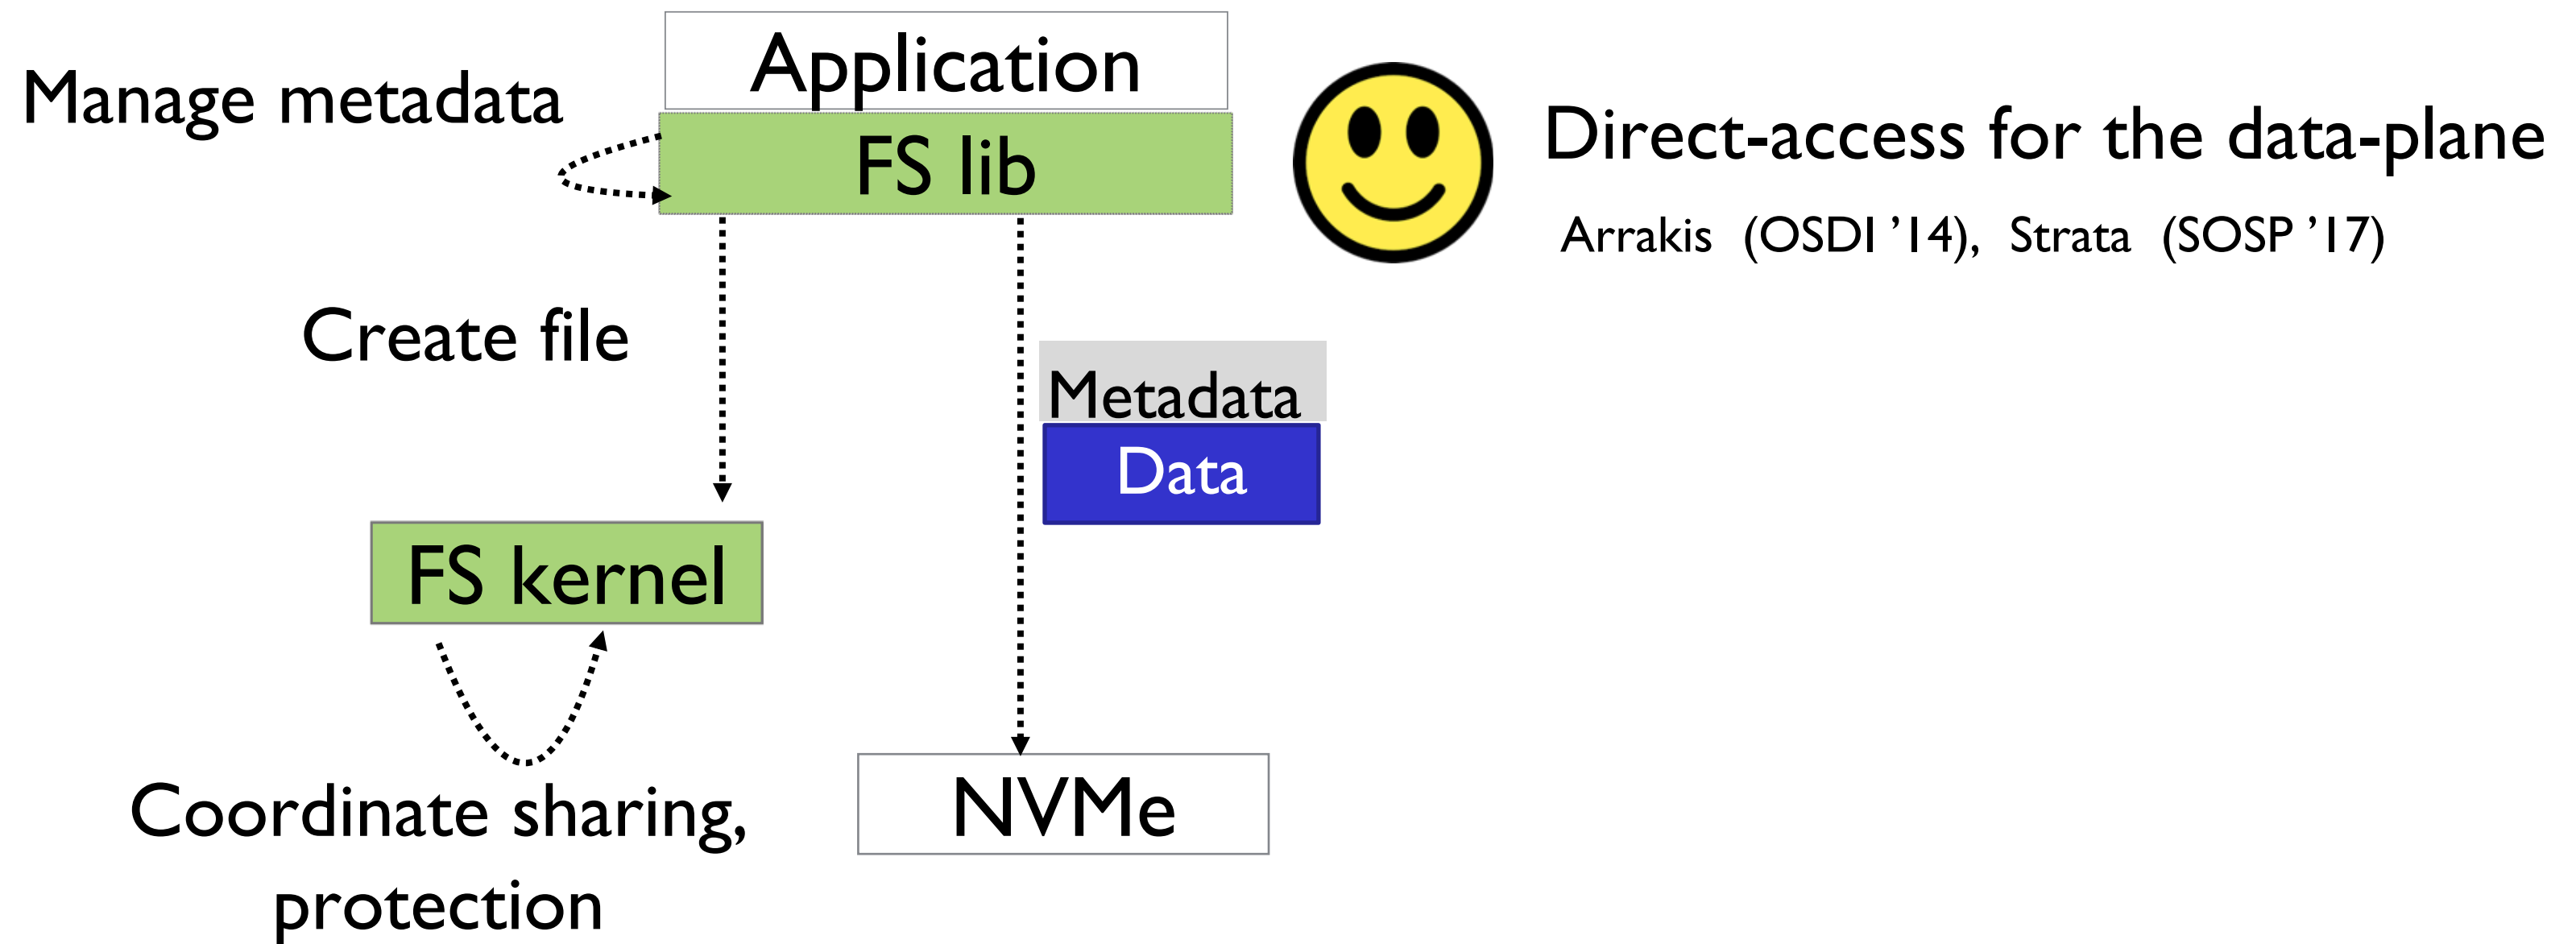 Application
Manage metadata
FS lib
Direct-access for the data-plane
Arrakis (OSDI ’14), Strata (SOSP ’17)
Create file
Metadata
Data
FS kernel
NVMe
Coordinate sharing,
protection